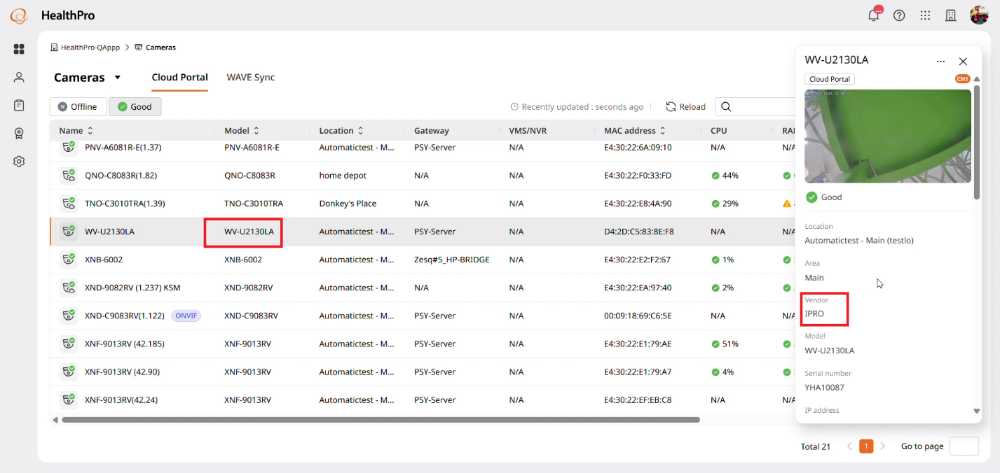 HealthPro
HealthPro-QAppp > Cameras
Cameras
Cloud Portal
WAVE Sync
Offline
Good
Recently updated : seconds ago
Reload
Name Model Location Gateway VMS/NVR MAC address CPU RA
PNV-A6081R-E(1.37) PNV-A6081R-E Automatictest - M... PSY-Server N/A E4:30:22:6A:09:10 N/A N/A
QNO-C8083R(1.82) QNO-C8083R home depot N/A N/A E4:30:22:F0:33:FD 44%
TNO-C3010TRA(1.39) TNO-C3010TRA Donkey's Place N/A N/A E4:30:22:E8:4A:90 29%
WV-U2130LA WV-U2130LA Automatictest - M... PSY-Server N/A D4:2D:C5:83:8E:F8 N/A N/A
XNB-6002 XNB-6002 Automatictest - M... Zesq#5_HP-BRIDGE N/A E4:30:22:E2:F2:67 1%
XND-9082RV (1.237) KSM XND-9082RV Automatictest - M... N/A N/A E4:30:22:EA:97:40 2%
XND-C9083RV(1.122) ONVIF XND-C9083RV Automatictest - M... PSY-Server N/A 00:09:18:69:C6:5E N/A N/A
XNF-9013RV (42.185) XNF-9013RV Automatictest - M... PSY-Server N/A E4:30:22:E1:79:AE 51%
XNF-9013RV (42.90) XNF-9013RV Automatictest - M... PSY-Server N/A E4:30:22:E1:79:A7 4%
XNF-9013RV(42.24) XNF-9013RV Automatictest - M... PSY-Server N/A E4:30:22:EF:EB:C8 N/A N/A
Total 21
1
Go to page
WV-U2130LA
Cloud Portal
CH1
Good
Location
Automatictest - Main (testlo)
Area
Main
Vendor
IPRO
Model
WV-U2130LA
Serial number
YHA10087
IP address